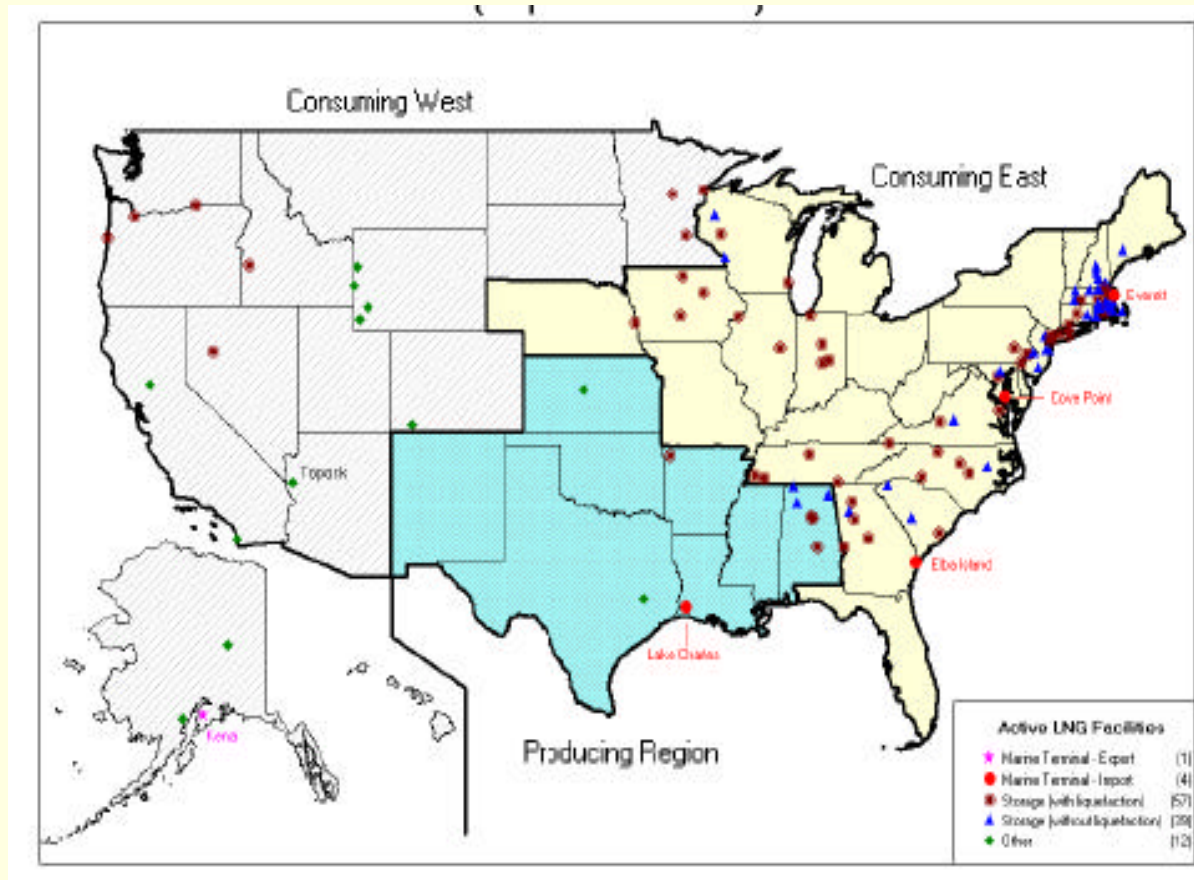 Consuming West
Consuming East
Everett
Cove Point
Topock
Elba Island
Lake Charles
Kenai
Producing Region
Active LNG Facilities
Marine Terminal - Export (1)
Marine Terminal - Import (4)
Storage (with liquefaction) (57)
Storage (without liquefaction) (39)
Other (12)